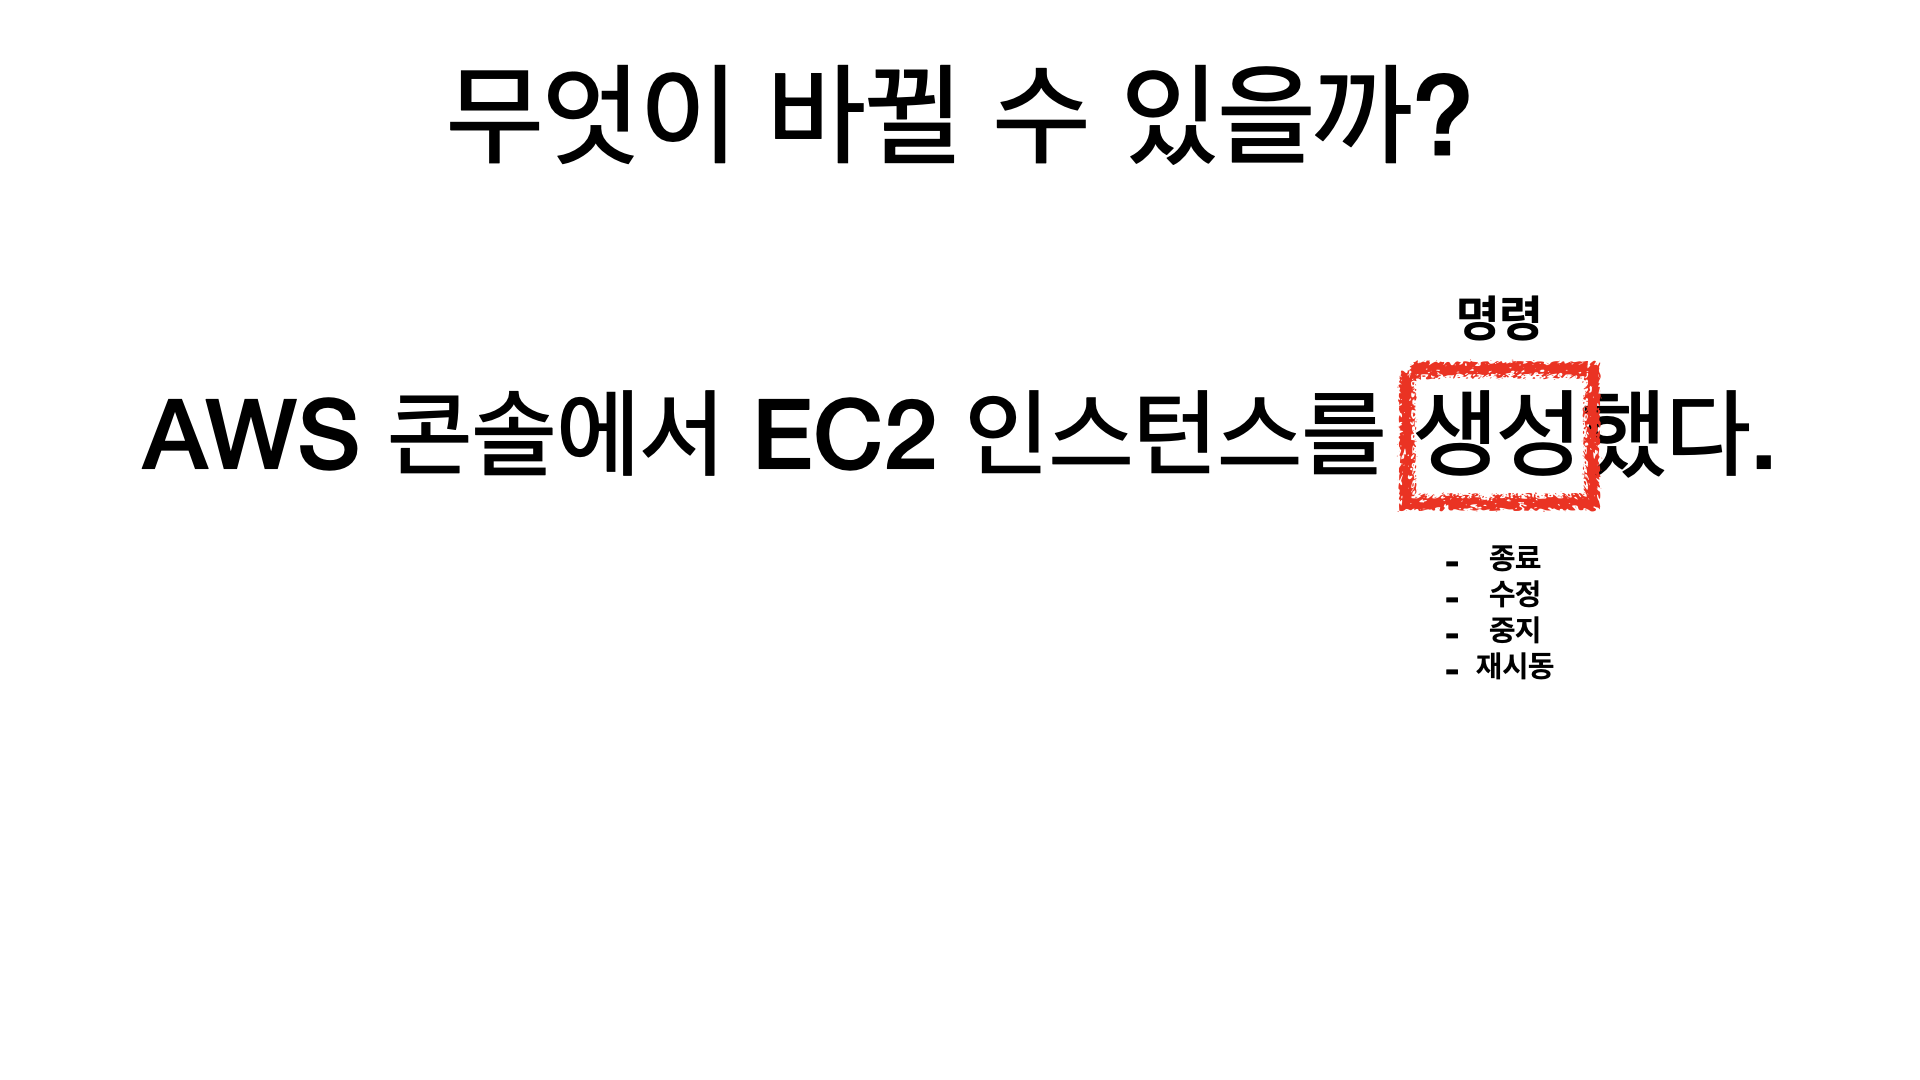 무엇이 바뀔 수 있을까?
명령
AWS 콘솔에서 EC2 인스턴스를 생성했다.
- 종료
- 수정
- 중지
- 재시동